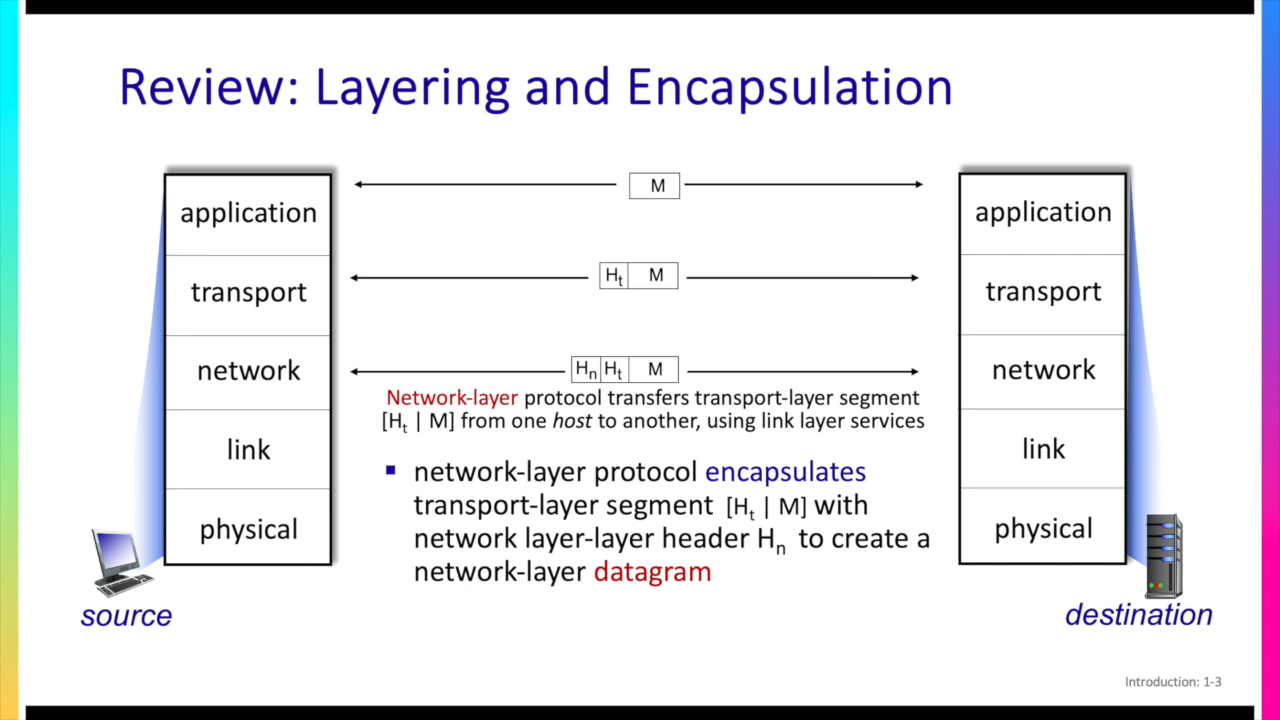 Review: Layering and Encapsulation
application
transport
network
link
physical
source
M
Ht M
Hn Ht M
Network-layer protocol transfers transport-layer segment
[Ht | M] from one host to another, using link layer services
▪ network-layer protocol encapsulates
transport-layer segment [Ht | M] with
network layer-layer header Hn to create a
network-layer datagram
application
transport
network
link
physical
destination
Introduction: 1-3